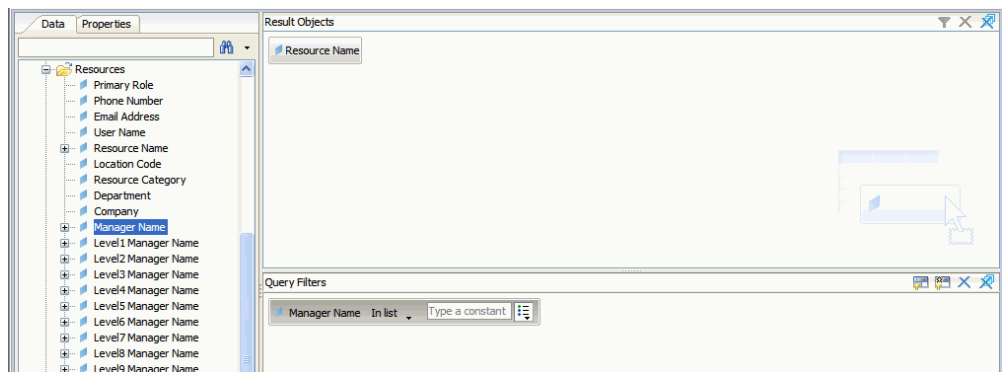 Data Properties
Resources
Primary Role
Phone Number
Email Address
User Name
Resource Name
Location Code
Resource Category
Department
Company
Manager Name
Level1 Manager Name
Level2 Manager Name
Level3 Manager Name
Level4 Manager Name
Level5 Manager Name
Level6 Manager Name
Level7 Manager Name
Level8 Manager Name
Level9 Manager Name
Result Objects
Resource Name
Query Filters
Manager Name In list Type a constant